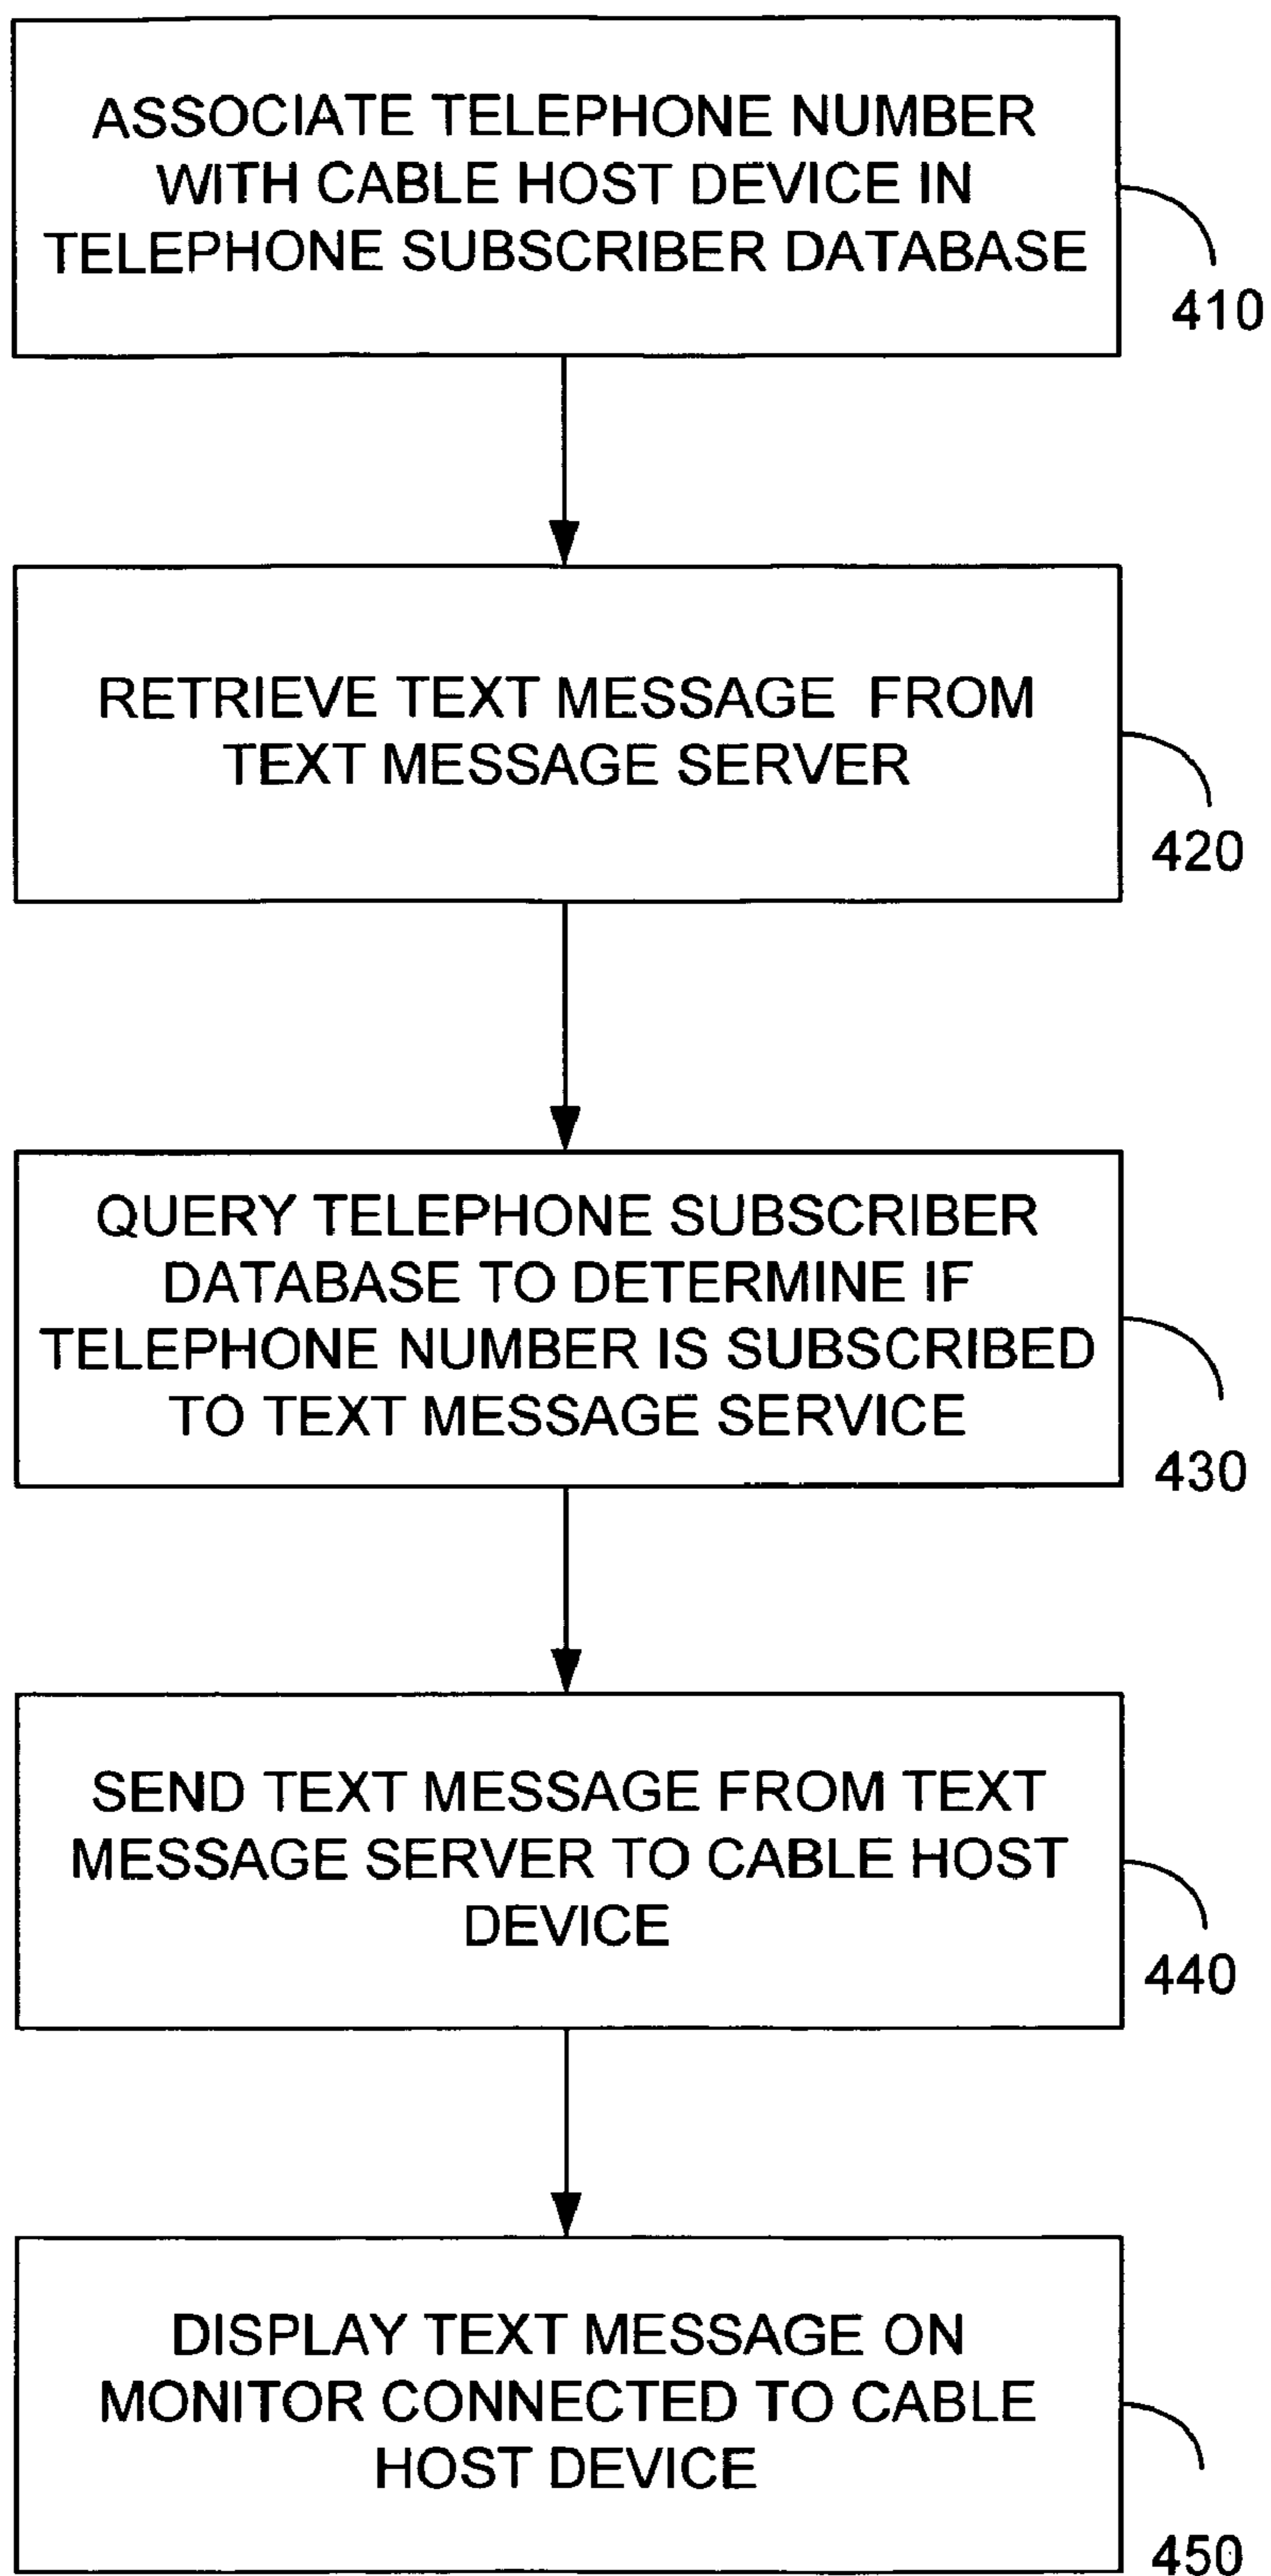 ASSOCIATE TELEPHONE NUMBER
WITH CABLE HOST DEVICE IN
TELEPHONE SUBSCRIBER DATABASE
410
RETRIEVE TEXT MESSAGE FROM
TEXT MESSAGE SERVER
420
QUERY TELEPHONE SUBSCRIBER
DATABASE TO DETERMINE IF
TELEPHONE NUMBER IS SUBSCRIBED
TO TEXT MESSAGE SERVICE
430
SEND TEXT MESSAGE FROM TEXT
MESSAGE SERVER TO CABLE HOST
DEVICE
440
DISPLAY TEXT MESSAGE ON
MONITOR CONNECTED TO CABLE
HOST DEVICE
450